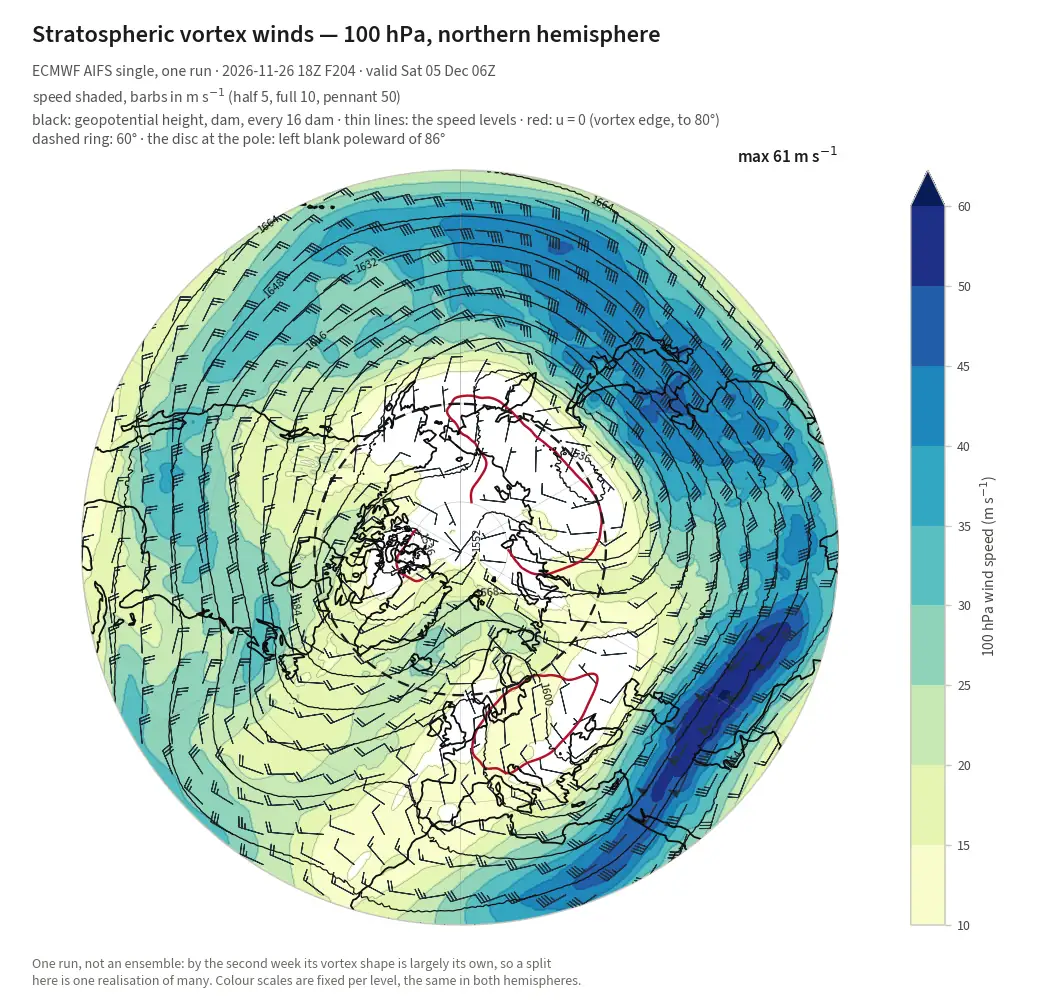 Stratospheric vortex winds — 100 hPa, northern hemisphere
ECMWF AIFS single, one run · 2026-11-26 18Z F204 · valid Sat 05 Dec 06Z
speed shaded, barbs in m s⁻¹ (half 5, full 10, pennant 50)
black: geopotential height, dam, every 16 dam · thin lines: the speed levels · red: u = 0 (vortex edge, to 80°)
dashed ring: 60° · the disc at the pole: left blank poleward of 86°
max 61 m s⁻¹
1664
1664
1632
1648
1616
1536
1552
1568
1584
1600
60
50
45
40
35
30
25
20
15
10
100 hPa wind speed (m s⁻¹)
One run, not an ensemble: by the second week its vortex shape is largely its own, so a split
here is one realisation of many. Colour scales are fixed per level, the same in both hemispheres.